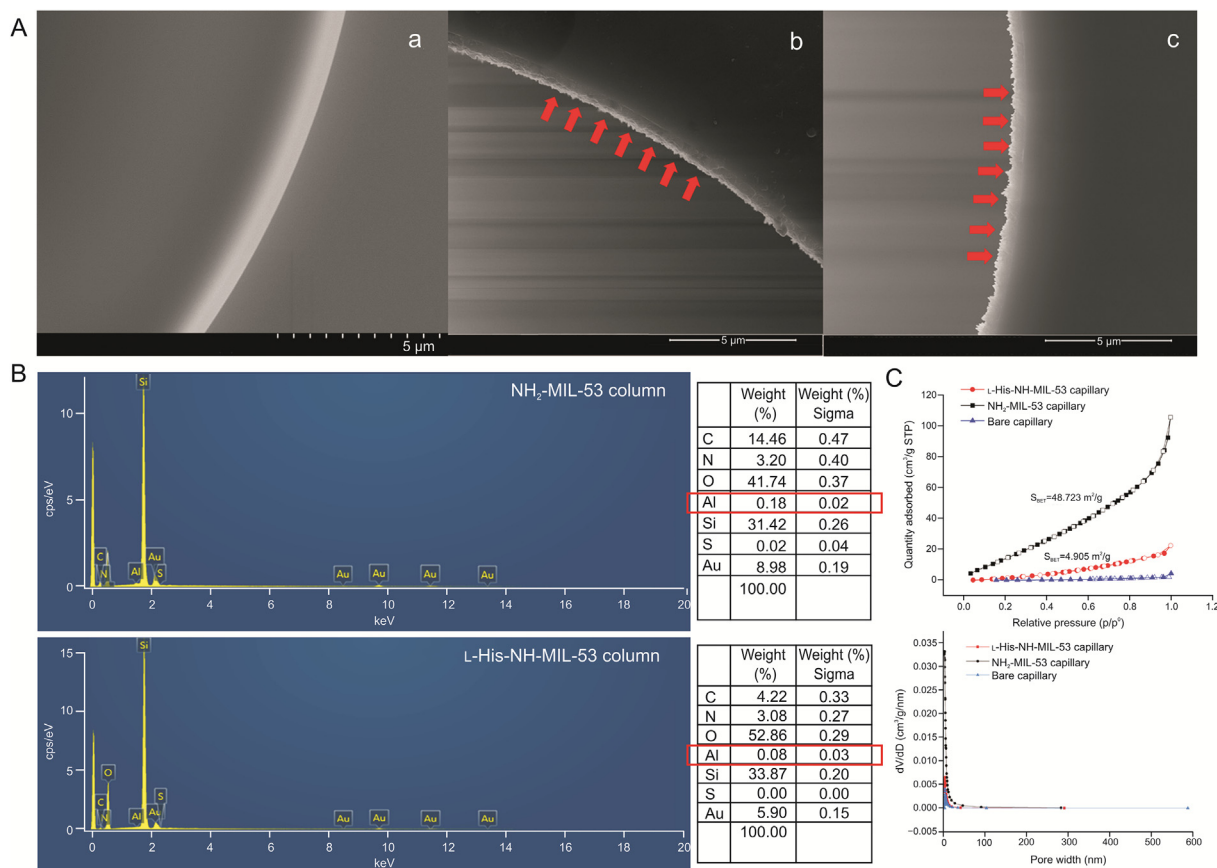 A
a
b
c
5 µm
5 µm
5 µm
B
NH₂-MIL-53 column
cps/eV
10
5
0
Si
C
N
Al
Au
S
Au
Au
Au
Au
0 2 4 6 8 10 12 14 16 18 20
keV
Weight (%) Weight (%) Sigma
C 14.46 0.47
N 3.20 0.40
O 41.74 0.37
Al 0.18 0.02
Si 31.42 0.26
S 0.02 0.04
Au 8.98 0.19
100.00
L-His-NH-MIL-53 column
cps/eV
15
10
5
0
Si
O
C
N
Al
Au
S
Au
Au
Au
Au
0 2 4 6 8 10 12 14 16 18 20
keV
Weight (%) Weight (%) Sigma
C 4.22 0.33
N 3.08 0.27
O 52.86 0.29
Al 0.08 0.03
Si 33.87 0.20
S 0.00 0.00
Au 5.90 0.15
100.00
C
L-His-NH-MIL-53 capillary
NH₂-MIL-53 capillary
Bare capillary
Quantity adsorbed (cm³/g STP)
120
100
80
60
40
20
0
S_BET=48.723 m²/g
S_BET=4.905 m²/g
0.0 0.2 0.4 0.6 0.8 1.0 1.2
Relative pressure (p/p⁰)
L-His-NH-MIL-53 capillary
NH₂-MIL-53 capillary
Bare capillary
dV/dD (cm³/g/nm)
0.035
0.030
0.025
0.020
0.015
0.010
0.005
0.000
−0.005
0 100 200 300 400 500 600
Pore width (nm)